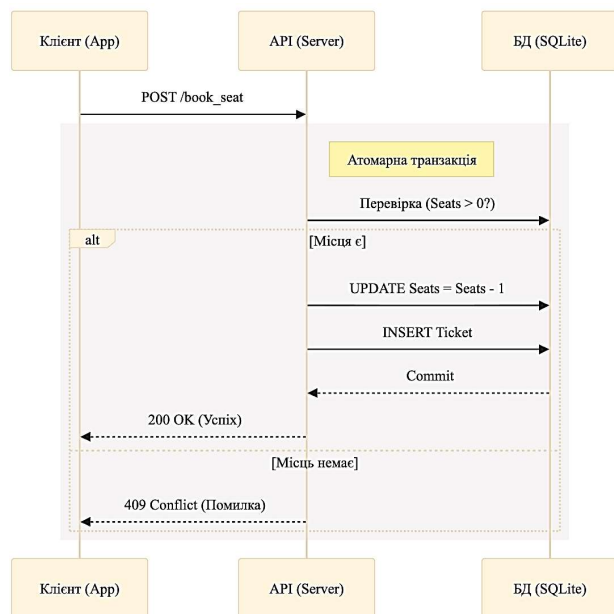 Клієнт (App)
API (Server)
БД (SQLite)
POST /book_seat
Атомарна транзакція
Перевірка (Seats > 0?)
alt
[Місця є]
UPDATE Seats = Seats - 1
INSERT Ticket
Commit
200 OK (Успіх)
[Місць немає]
409 Conflict (Помилка)
Клієнт (App)
API (Server)
БД (SQLite)